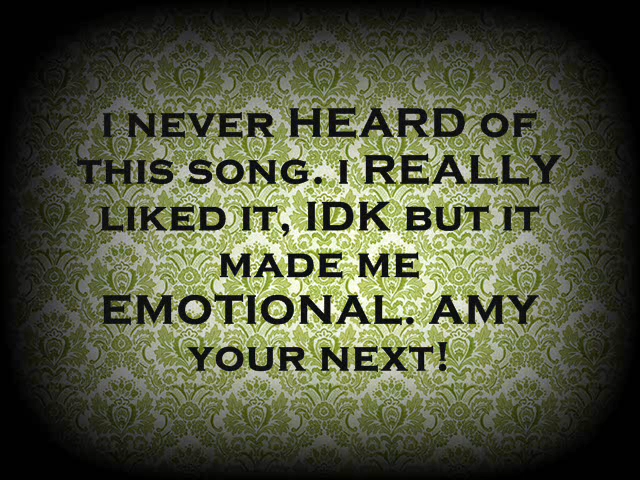 I NEVER HEARD OF
THIS SONG. I REALLY
LIKED IT, IDK BUT IT
MADE ME
EMOTIONAL. AMY
YOUR NEXT!